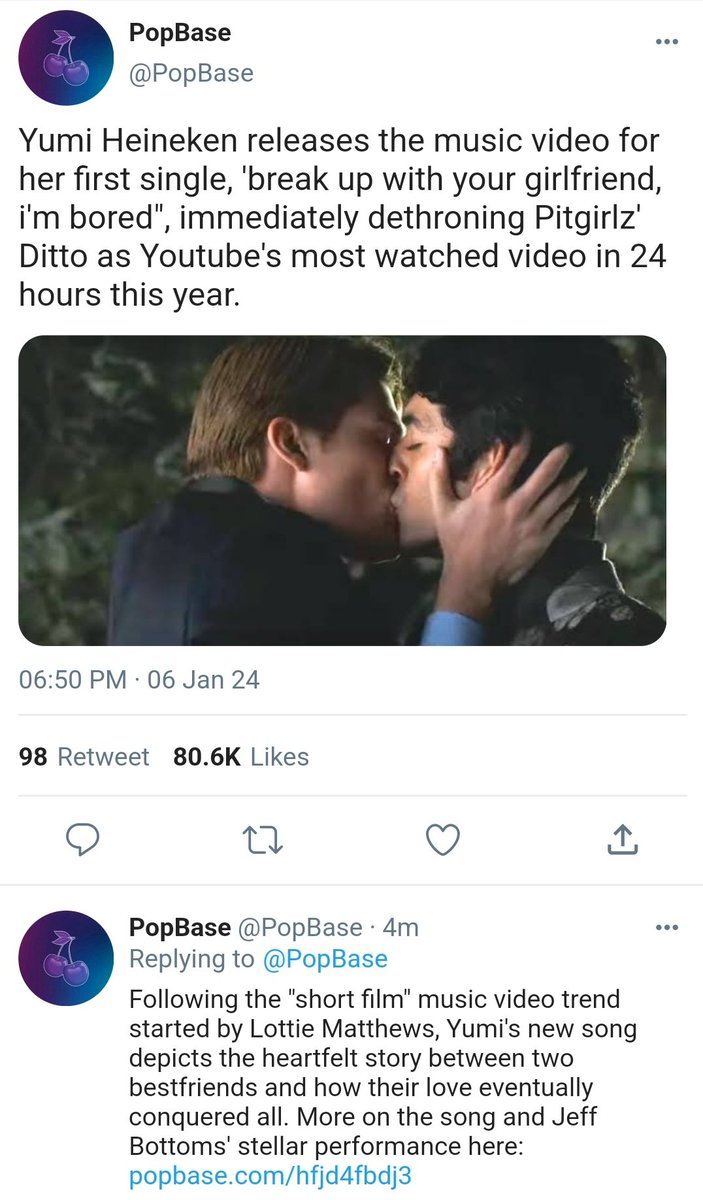 PopBase
@PopBase
Yumi Heineken releases the music video for
her first single, 'break up with your girlfriend,
i'm bored", immediately dethroning Pitgirlz'
Ditto as Youtube's most watched video in 24
hours this year.
06:50 PM · 06 Jan 24
98 Retweet 80.6K Likes
PopBase @PopBase · 4m
Replying to @PopBase
Following the "short film" music video trend
started by Lottie Matthews, Yumi's new song
depicts the heartfelt story between two
bestfriends and how their love eventually
conquered all. More on the song and Jeff
Bottoms' stellar performance here:
popbase.com/hfjd4fbdj3